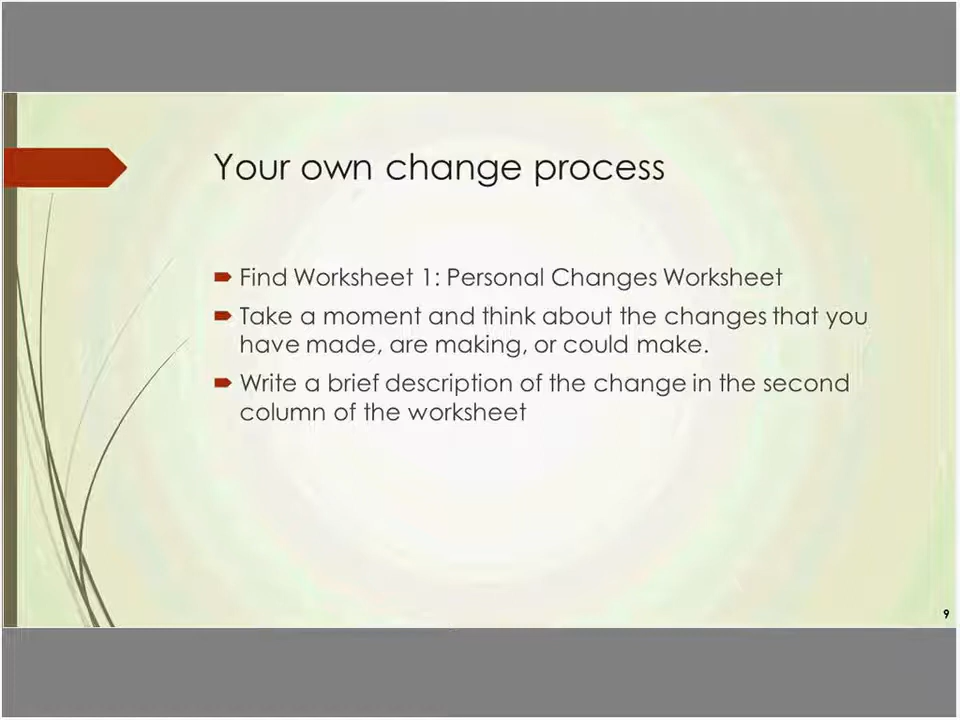 Your own change process
Find Worksheet 1: Personal Changes Worksheet
Take a moment and think about the changes that you
have made, are making, or could make.
Write a brief description of the change in the second
column of the worksheet
9